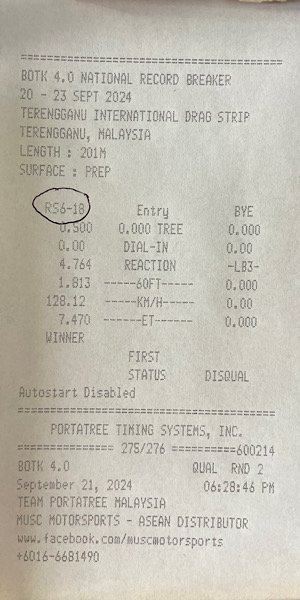 BOTK 4.0 NATIONAL RECORD BREAKER
20 - 23 SEPT 2024
TERENGGANU INTERNATIONAL DRAG STRIP
TERENGGANU, MALAYSIA
LENGTH : 201M
SURFACE : PREP
RS6-18 Entry BYE
0.500 0.000 TREE 0.000
0.00 DIAL-IN 0.00
4.764 REACTION -LB3-
1.813 ------60FT----- 0.000
128.12 -----KM/H----- 0.00
7.470 ------ET------ 0.000
WINNER
FIRST
STATUS DISQUAL
Autostart Disabled
PORTATREE TIMING SYSTEMS, INC.
============== 275/276 ==========600214
BOTK 4.0 QUAL RND 2
September 21, 2024 06:28:46 PM
TEAM PORTATREE MALAYSIA
MUSC MOTORSPORTS - ASEAN DISTRIBUTOR
www.facebook.com/muscmotorsports
+6016-6681490